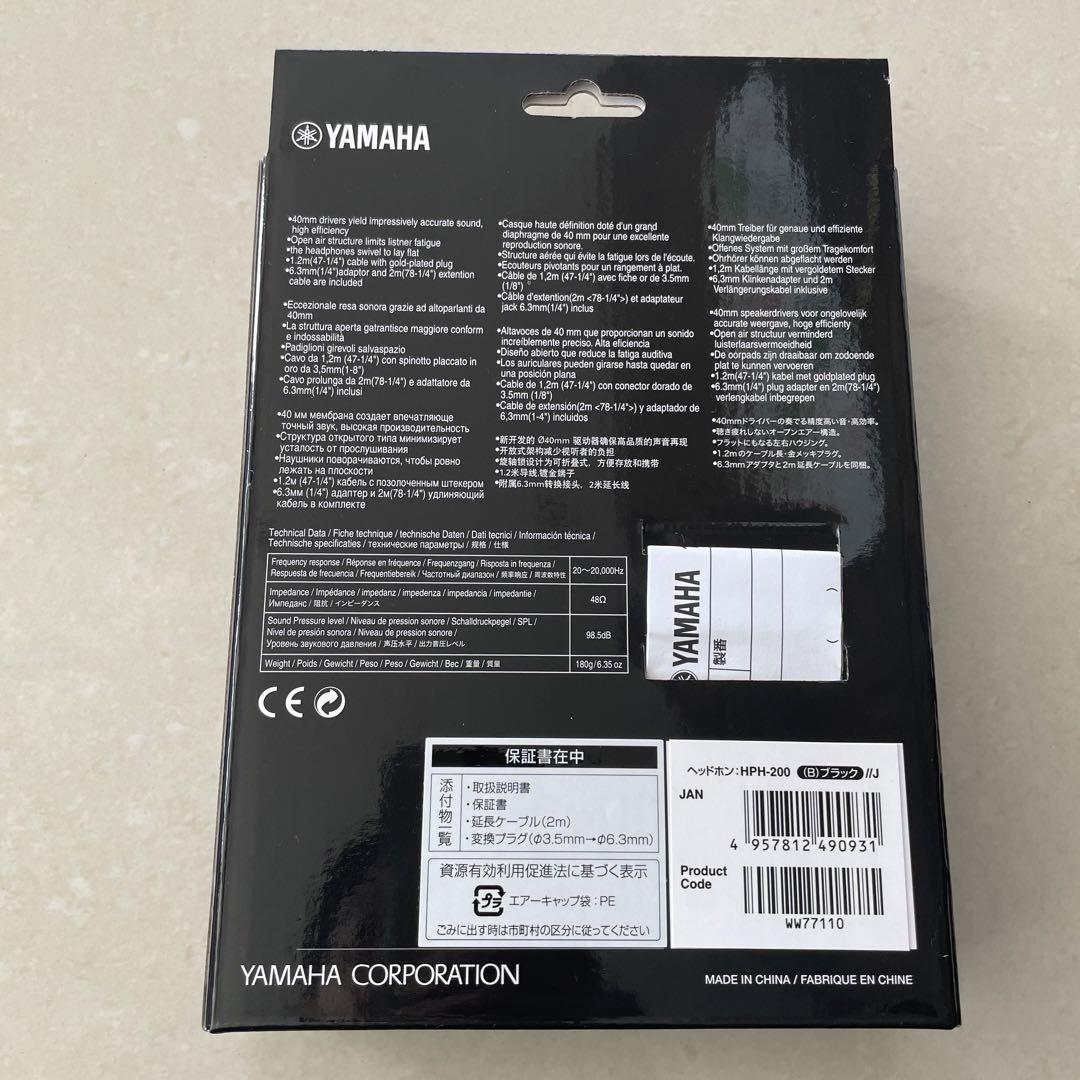 YAMAHA
•40mm drivers yield impressively accurate sound,
high efficiency
•Open air structure limits listner fatigue
•the headphones swivel to lay flat
•1.2m(47-1/4") cable with gold-plated plug
•6.3mm(1/4")adaptor and 2m(78-1/4") extention
cable are included
•Eccezionale resa sonora grazie ad altoparlanti da
40mm
•La struttura aperta gatrantisce maggiore conform
e indossabilità
•Padiglioni girevoli salvaspazio
•Cavo da 1,2m (47-1/4") con spinotto placcato in
oro da 3,5mm(1-8")
•Cavo prolunga da 2m(78-1/4") e adattatore da
6.3mm(1/4") inclusi
•40 мм мембрана создает впечатляюще
точный звук, высокая производительность
•Структура открытого типа минимизирует
усталость от прослушивания
•Наушники поворачиваются, чтобы ровно
лежать на плоскости
•1.2м (47-1/4") кабель с позолоченным штекером
•6.3мм (1/4") адаптер и 2м(78-1/4") удлиняющий
кабель в комплекте
•Casque haute définition doté d'un grand
diaphragme de 40 mm pour une excellente
reproduction sonore.
•Structure aérée qui évite la fatigue lors de l'écoute.
•Ecouteurs pivotants pour un rangement à plat.
•Câble de 1,2m (47-1/4") avec fiche or de 3.5mm
(1/8")
•Câble d'extention(2m <78-1/4">) et adaptateur
jack 6.3mm(1/4") inclus
•Altavoces de 40 mm que proporcionan un sonido
increíblemente preciso. Alta eficiencia
•Diseño abierto que reduce la fatiga auditiva
•Los auriculares pueden girarse hasta quedar en
una posición plana
•Cable de 1,2m (47-1/4") con conector dorado de
3.5mm (1/8")
•Cable de extensión(2m <78-1/4">) y adaptador de
6,3mm(1-4") incluidos
•新开发的 Ø40mm 驱动器确保高品质的声音再现
•开放式架构减少视听者的负担
•旋轴锁设计为可折叠式，方便存放和携带
•1.2米导线,镀金端子
•附属6.3mm转换接头，2米延长线
•40mm Treiber für genaue und effiziente
Klangwiedergabe
•Offenes System mit großem Tragekomfort
•Ohrhörer können abgeflacht werden
•1,2m Kabellänge mit vergoldetem Stecker
•6,3mm Klinkenadapter und 2m
Verlängerungskabel inklusive
•40mm speakerdrivers voor ongelovelijk
accurate weergave, hoge efficienty
•Open air structuur verminderd
luisterlaarsvermoeidheid
•De oorpads zijn draaibaar om zodoende
plat te kunnen vervoeren
•1.2m(47-1/4") kabel met goldplated plug
•6.3mm(1/4") plug adapter en 2m(78-1/4")
verlengkabel inbegrepen
•40mmドライバーの奏でる精度高い音・高効率。
•聴き疲れしないオープンエアー構造。
•フラットにもなる左右ハウジング。
•1.2mのケーブル長・金メッキプラグ。
•6.3mmアダプタと2m延長ケーブルを同梱。
Technical Data / Fiche technique / technische Daten / Dati tecnici / Información técnica /
Technische specificaties / технические параметры / 规格 / 仕様
Frequency response / Réponse en fréquence / Frequenzgang / Risposta in frequenza /
Respuesta de frecuencia / Frequentiebereik / Частотный диапазон / 频率响应 / 周波数特性
20〜20,000Hz
Impedance / Impédance / impedanz / impedenza / impedancia / impedantie /
Импеданс / 阻抗 / インピーダンス
48Ω
Sound Pressure level / Niveau de pression sonore / Schalldruckpegel / SPL /
Nivel de presión sonora / Niveau de pression sonore /
Уровень звукового давления / 声压水平 / 出力音圧レベル
98.5dB
Weight / Poids / Gewicht / Peso / Peso / Gewicht / Вес / 重量 / 質量
180g/6.35 oz
YAMAHA
製番
CE
保証書在中
添付物一覧
・取扱説明書
・保証書
・延長ケーブル(2m)
・変換プラグ(φ3.5mm→φ6.3mm)
資源有効利用促進法に基づく表示
プラ
エアーキャップ袋：PE
ごみに出す時は市町村の区分に従ってください
ヘッドホン:HPH-200 (B)ブラック //J
JAN
4 957812 490931
Product
Code
WW77110
YAMAHA CORPORATION
MADE IN CHINA / FABRIQUE EN CHINE